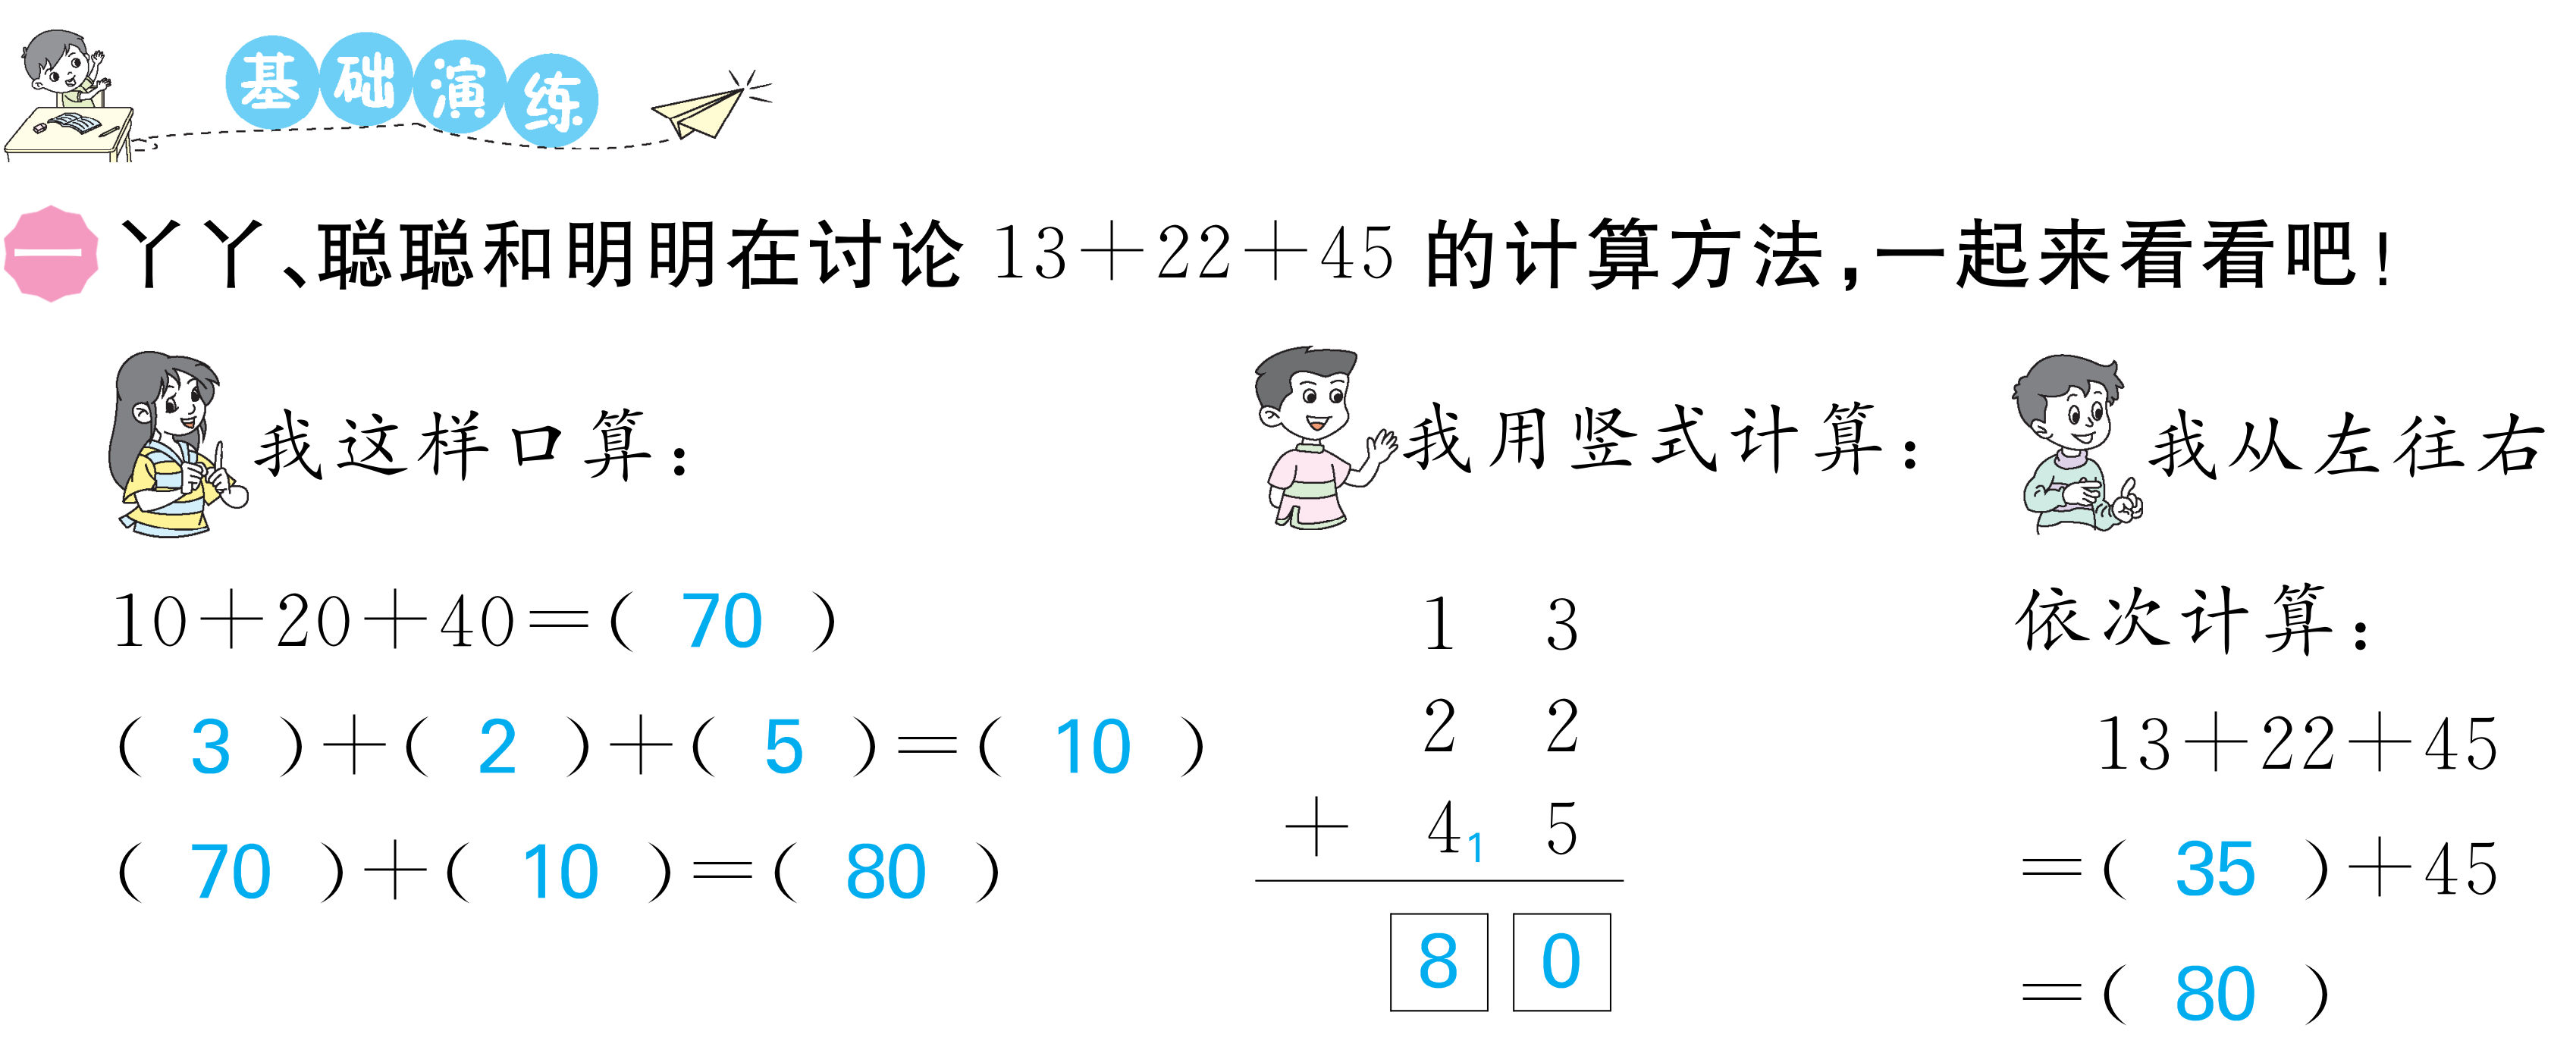 基础演练
一 丫丫、聪聪和明明在讨论 13+22+45 的计算方法,一起来看看吧!
我这样口算:
10+20+40=( 70 )
( 3 )+( 2 )+( 5 )=( 10 )
( 70 )+( 10 )=( 80 )
我用竖式计算:
1 3
2 2
+ 4 1 5
8 0
我从左往右
依次计算:
13+22+45
=( 35 )+45
=( 80 )